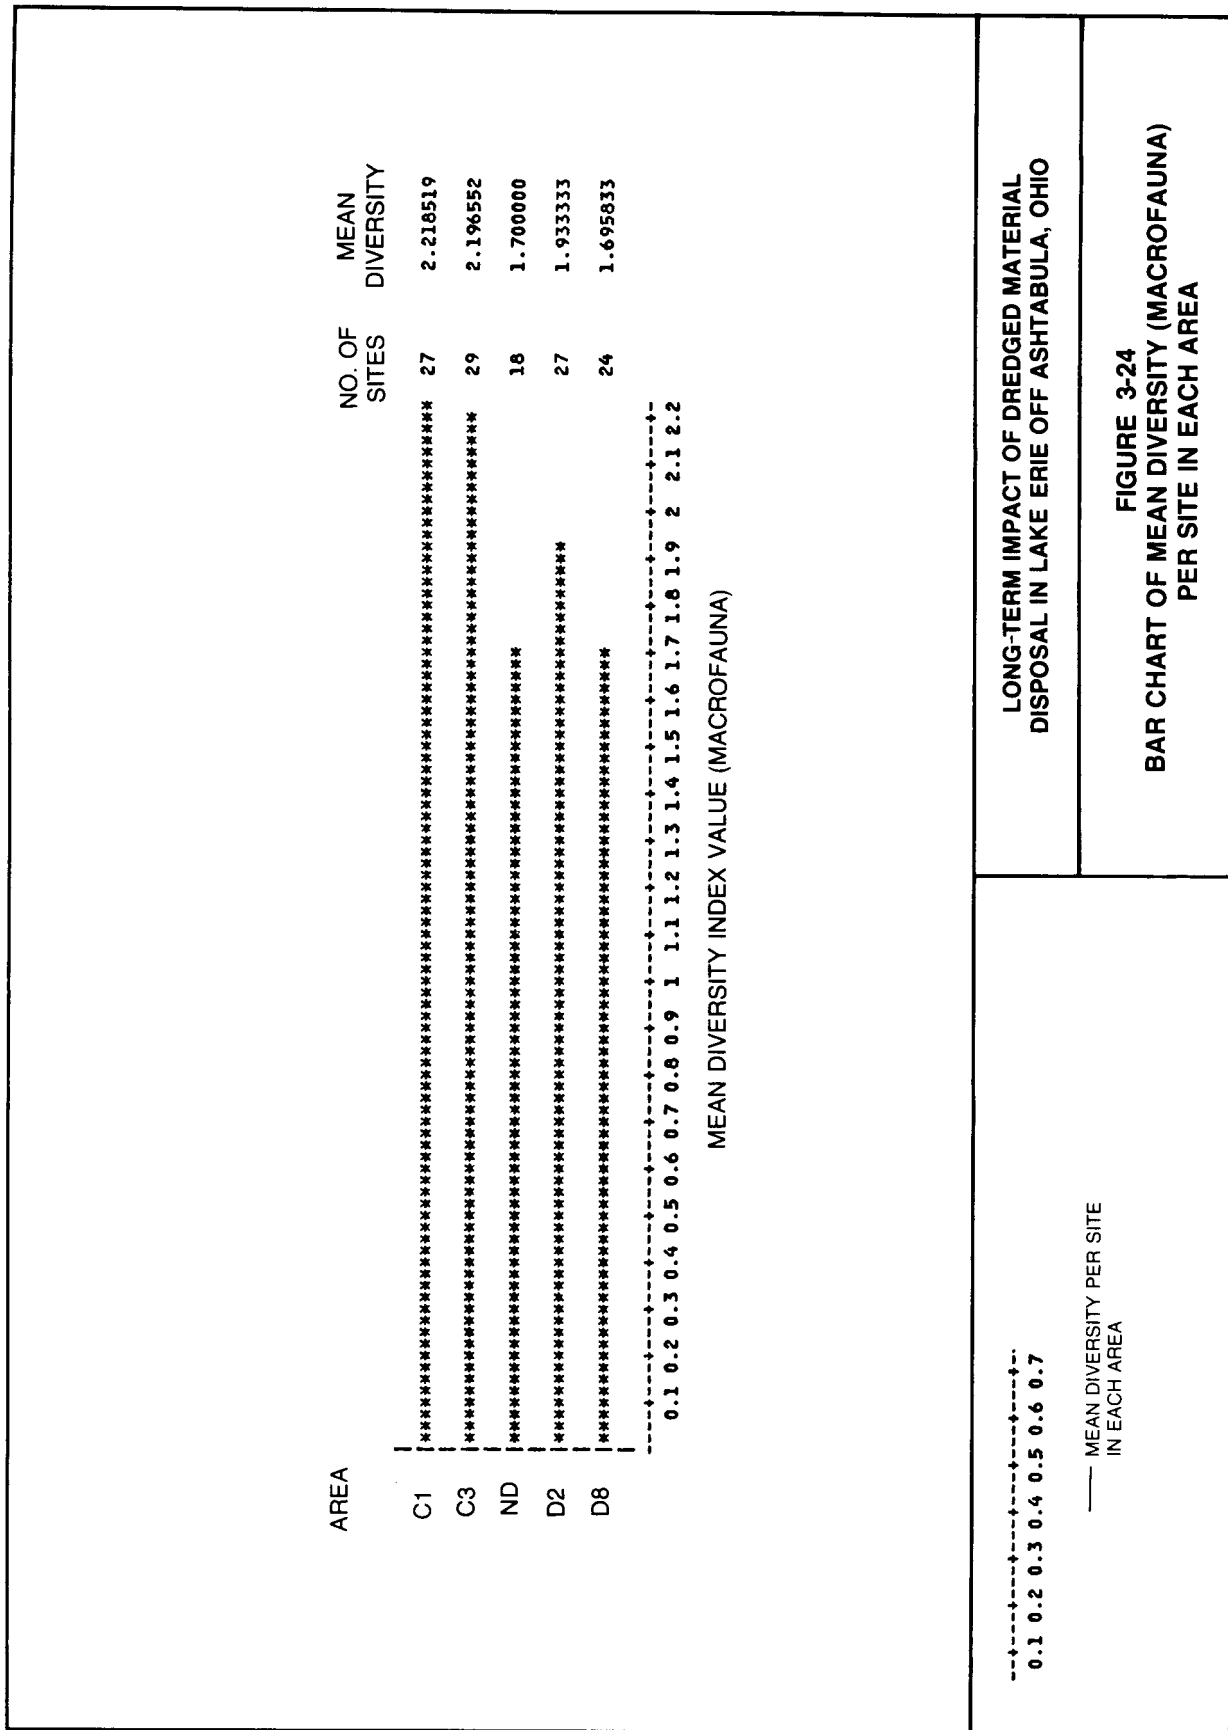 AREA NO. OF MEAN
SITES DIVERSITY
C1 ******************************************************************************************* 27 2.218519
C3 ****************************************************************************************** 29 2.196552
ND ********************************************************************** 18 1.700000
D2 ******************************************************************************* 27 1.933333
D8 ********************************************************************** 24 1.695833
----+---+---+---+---+---+---+---+---+---+---+---+---+---+---+---+---+---+---+---+---+---+-
0.1 0.2 0.3 0.4 0.5 0.6 0.7 0.8 0.9 1 1.1 1.2 1.3 1.4 1.5 1.6 1.7 1.8 1.9 2 2.1 2.2
MEAN DIVERSITY INDEX VALUE (MACROFAUNA)
--+---+---+---+---+---+---+-.
0.1 0.2 0.3 0.4 0.5 0.6 0.7
—— MEAN DIVERSITY PER SITE
IN EACH AREA
LONG-TERM IMPACT OF DREDGED MATERIAL
DISPOSAL IN LAKE ERIE OFF ASHTABULA, OHIO
FIGURE 3-24
BAR CHART OF MEAN DIVERSITY (MACROFAUNA)
PER SITE IN EACH AREA